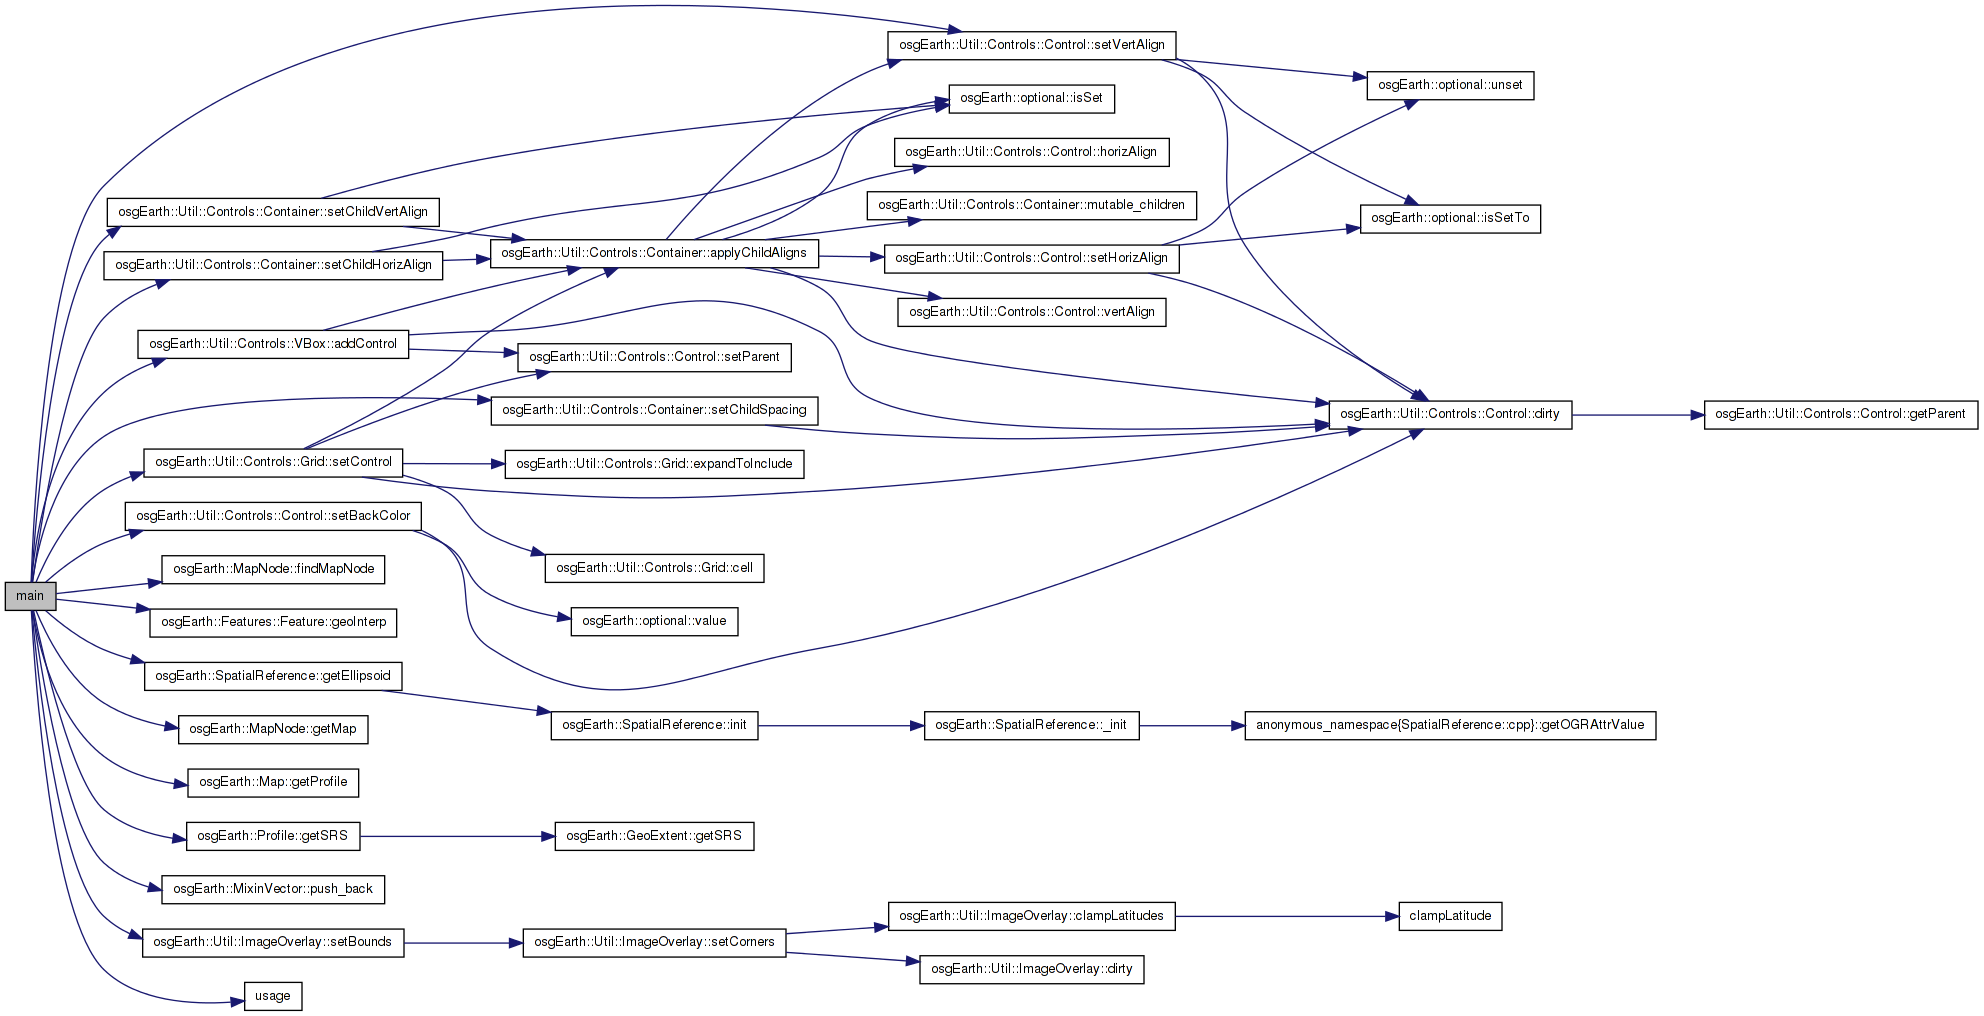 osgEarth::Util::Controls::Control::setVertAlign
osgEarth::optional::unset
osgEarth::optional::isSet
osgEarth::Util::Controls::Control::horizAlign
osgEarth::Util::Controls::Container::mutable_children
osgEarth::Util::Controls::Container::setChildVertAlign
osgEarth::optional::isSetTo
osgEarth::Util::Controls::Container::applyChildAligns
osgEarth::Util::Controls::Control::setHorizAlign
osgEarth::Util::Controls::Container::setChildHorizAlign
osgEarth::Util::Controls::Control::vertAlign
osgEarth::Util::Controls::VBox::addControl
osgEarth::Util::Controls::Control::setParent
osgEarth::Util::Controls::Container::setChildSpacing
osgEarth::Util::Controls::Control::dirty
osgEarth::Util::Controls::Control::getParent
osgEarth::Util::Controls::Grid::setControl
osgEarth::Util::Controls::Grid::expandToInclude
osgEarth::Util::Controls::Control::setBackColor
osgEarth::MapNode::findMapNode
osgEarth::Util::Controls::Grid::cell
main
osgEarth::Features::Feature::geoInterp
osgEarth::optional::value
osgEarth::SpatialReference::getEllipsoid
osgEarth::MapNode::getMap
osgEarth::SpatialReference::init
osgEarth::SpatialReference::_init
anonymous_namespace{SpatialReference::cpp}::getOGRAttrValue
osgEarth::Map::getProfile
osgEarth::Profile::getSRS
osgEarth::GeoExtent::getSRS
osgEarth::MixinVector::push_back
osgEarth::Util::ImageOverlay::setBounds
osgEarth::Util::ImageOverlay::setCorners
osgEarth::Util::ImageOverlay::clampLatitudes
clampLatitude
osgEarth::Util::ImageOverlay::dirty
usage